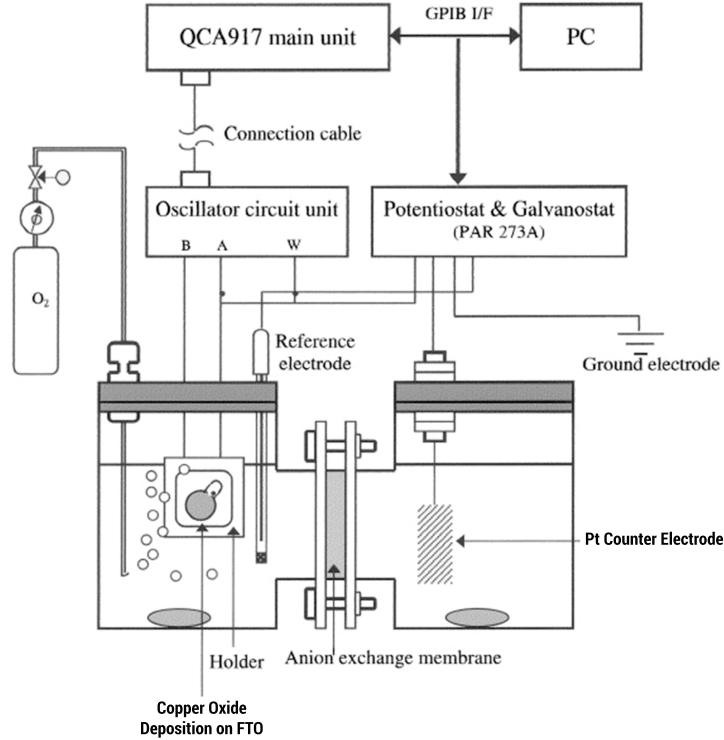 GPIB I/F
QCA917 main unit
PC
Connection cable
Oscillator circuit unit
B A W
Potentiostat & Galvanostat
(PAR 273A)
O2
Reference
electrode
Ground electrode
Pt Counter Electrode
Holder
Anion exchange membrane
Copper Oxide
Deposition on FTO